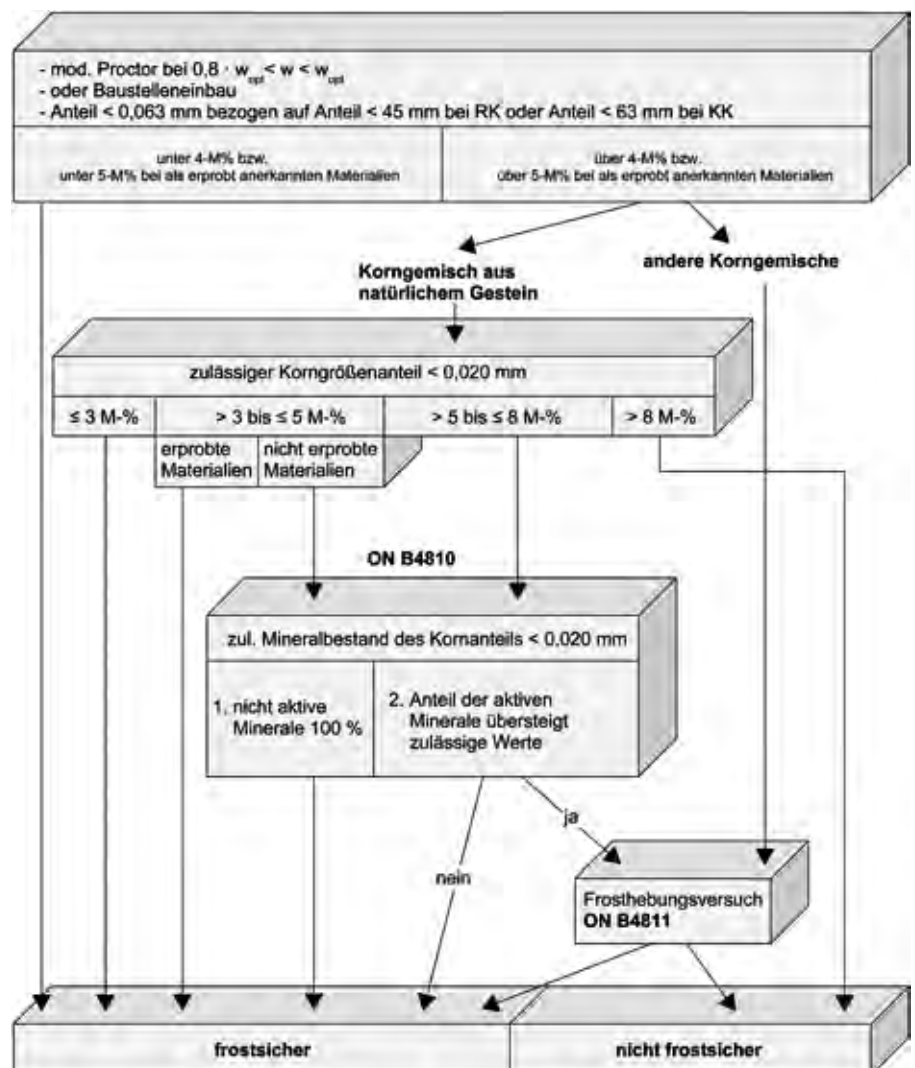 - mod. Proctor bei 0,8 · w opt < w < w opt
- oder Baustelleneinbau
- Anteil < 0,063 mm bezogen auf Anteil < 45 mm bei RK oder Anteil < 63 mm bei KK
unter 4-M% bzw.
unter 5-M% bei als erprobt anerkannten Materialien
über 4-M% bzw.
über 5-M% bei als erprobt anerkannten Materialien
Korngemisch aus
natürlichem Gestein
andere Korngemische
zulässiger Korngrößenanteil < 0,020 mm
≤ 3 M-%
> 3 bis ≤ 5 M-%
> 5 bis ≤ 8 M-%
> 8 M-%
erprobte
Materialien
nicht erprobte
Materialien
ON B4810
zul. Mineralbestand des Kornanteils < 0,020 mm
1. nicht aktive
Minerale 100 %
2. Anteil der aktiven
Minerale übersteigt
zulässige Werte
ja
nein
Frosthebungsversuch
ON B4811
frostsicher
nicht frostsicher